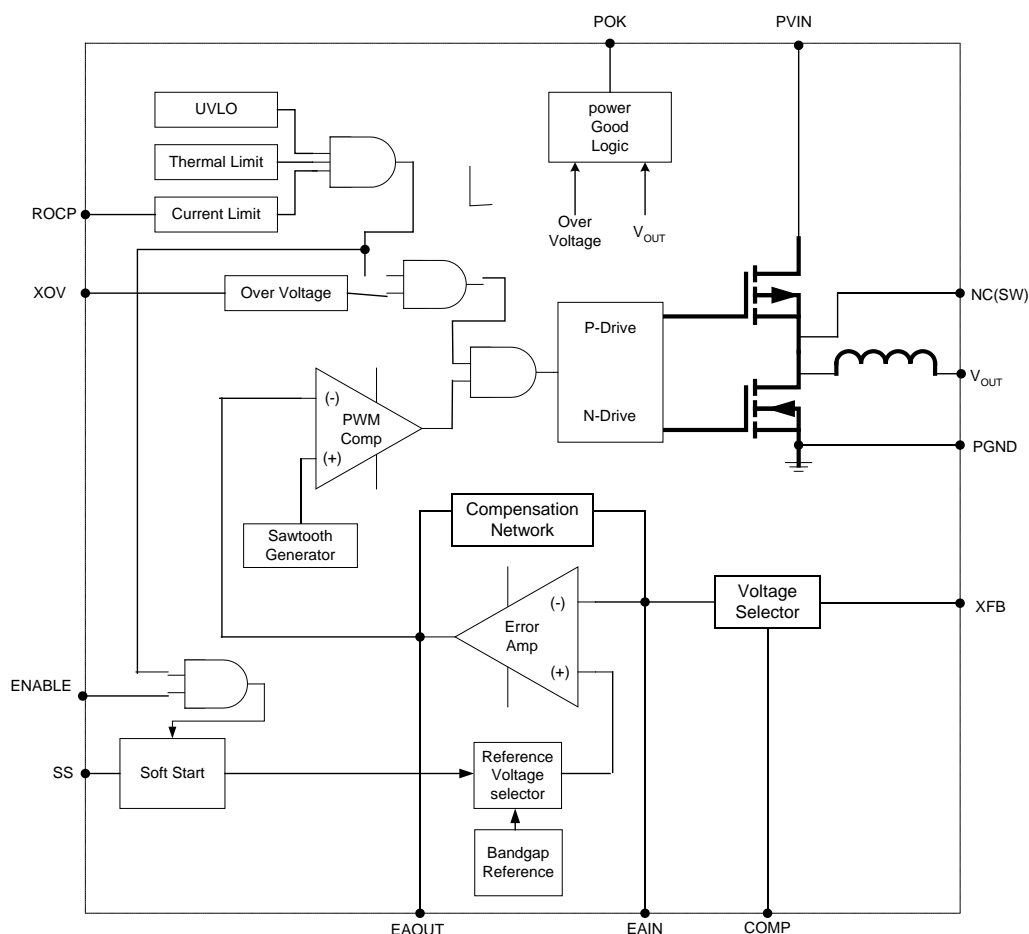 POK
PVIN
UVLO
Thermal Limit
ROCP
Current Limit
power
Good
Logic
Over
Voltage
VOUT
XOV
Over Voltage
NC(SW)
P-Drive
N-Drive
VOUT
(-)
PWM
Comp
(+)
PGND
Sawtooth
Generator
Compensation
Network
Voltage
Selector
XFB
(-)
Error
Amp
(+)
ENABLE
SS
Soft Start
Reference
Voltage
selector
Bandgap
Reference
EAOUT
EAIN
COMP